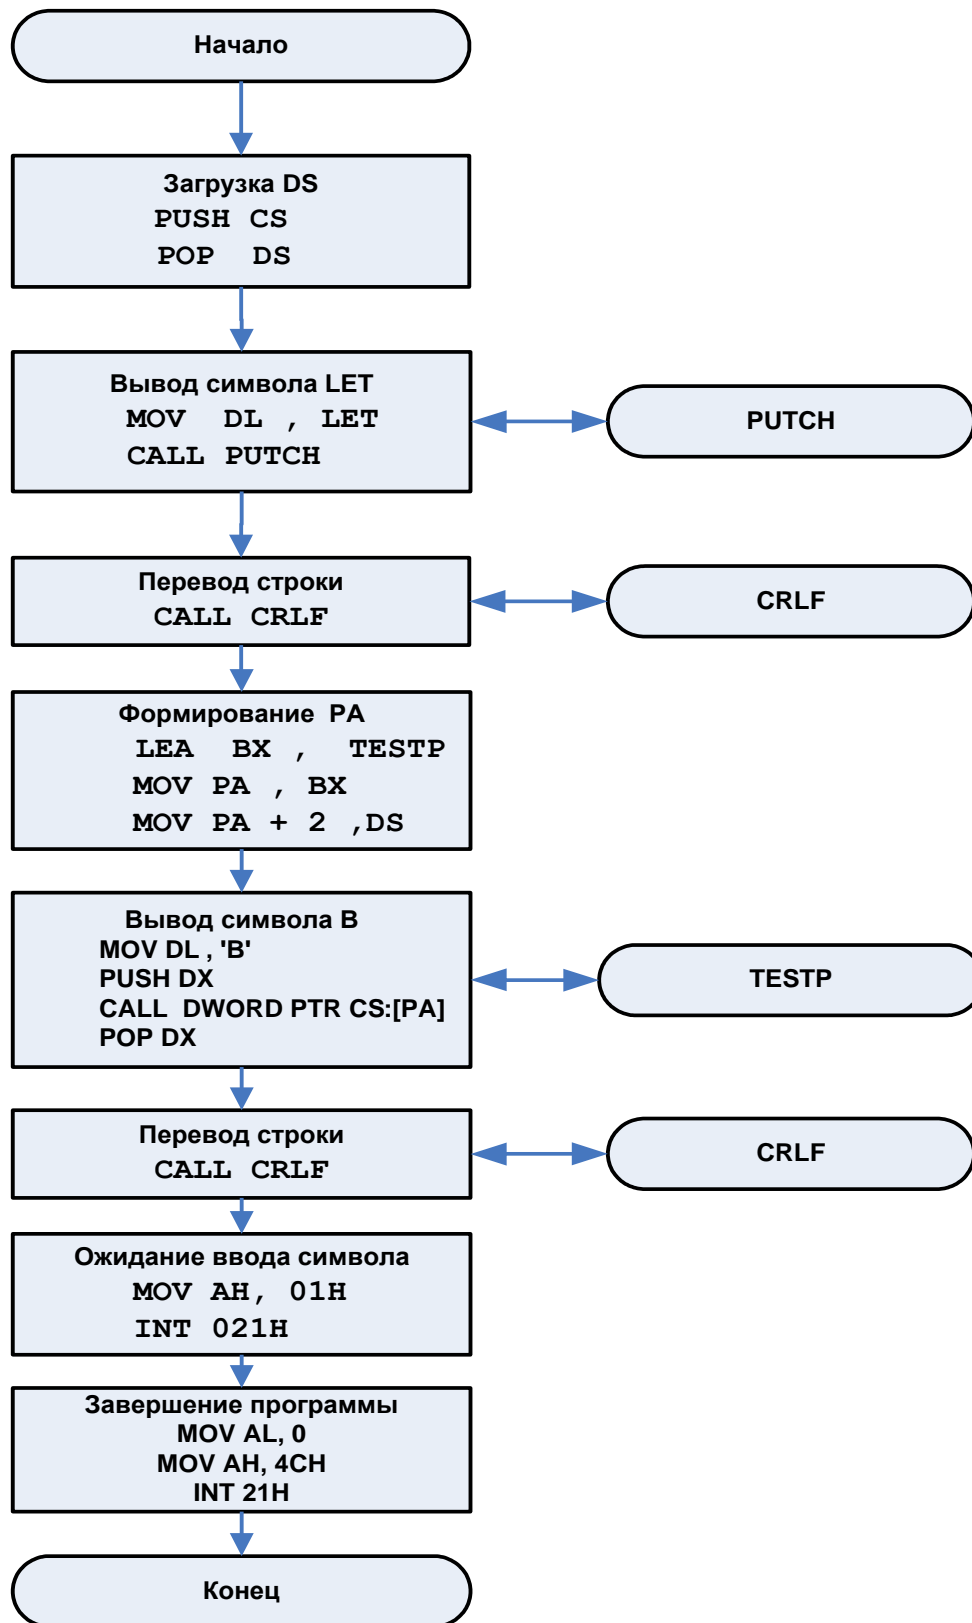 Начало
Загрузка DS
PUSH CS
POP DS
Вывод символа LET
MOV DL , LET
CALL PUTCH
PUTCH
Перевод строки
CALL CRLF
CRLF
Формирование PA
LEA BX , TESTP
MOV PA , BX
MOV PA + 2 ,DS
Вывод символа B
MOV DL , 'B'
PUSH DX
CALL DWORD PTR CS:[PA]
POP DX
TESTP
Перевод строки
CALL CRLF
CRLF
Ожидание ввода символа
MOV AH, 01H
INT 021H
Завершение программы
MOV AL, 0
MOV AH, 4CH
INT 21H
Конец